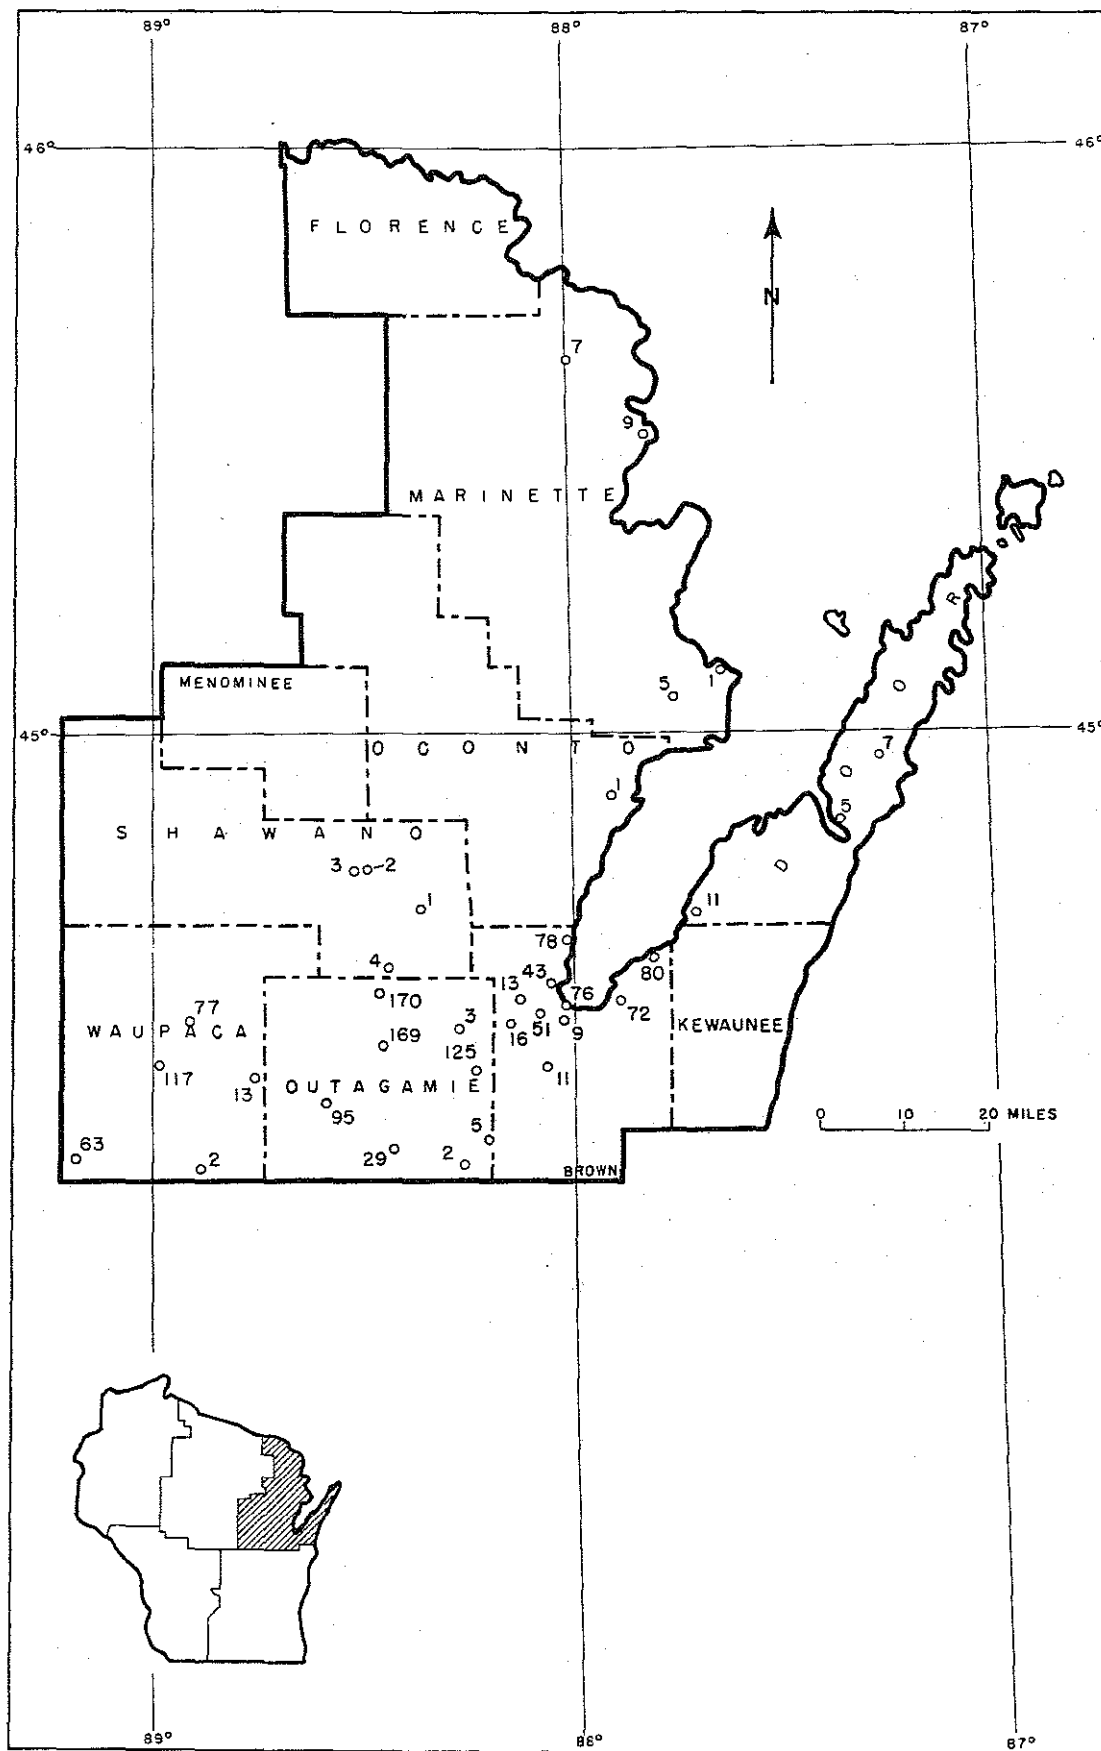 89° 88° 87°
46° 46°
FLORENCE
N
7
9
MARINETTE
R
MENOMINEE
5 1
O
45° 45°
OCONTO
7
O
1
5
SHAWANO
3 2
D
1
11
78
4
80
43
13
76
170
72
77
3
51
9
KEWAUNEE
WAUPACA
16
169
125
117
11
13
OUTAGAMIE
95
0 10 20 MILES
5
63
29
2
2
BROWN
89° 88° 87°